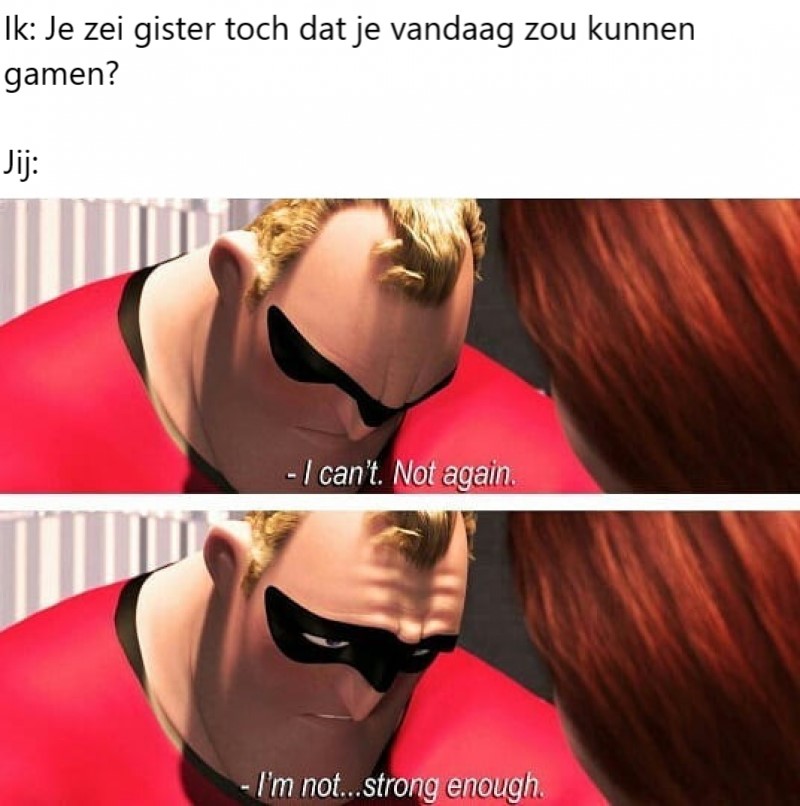 Ik: Je zei gister toch dat je vandaag zou kunnen
gamen?
Jij:
- I can't. Not again.
- I'm not...strong enough.